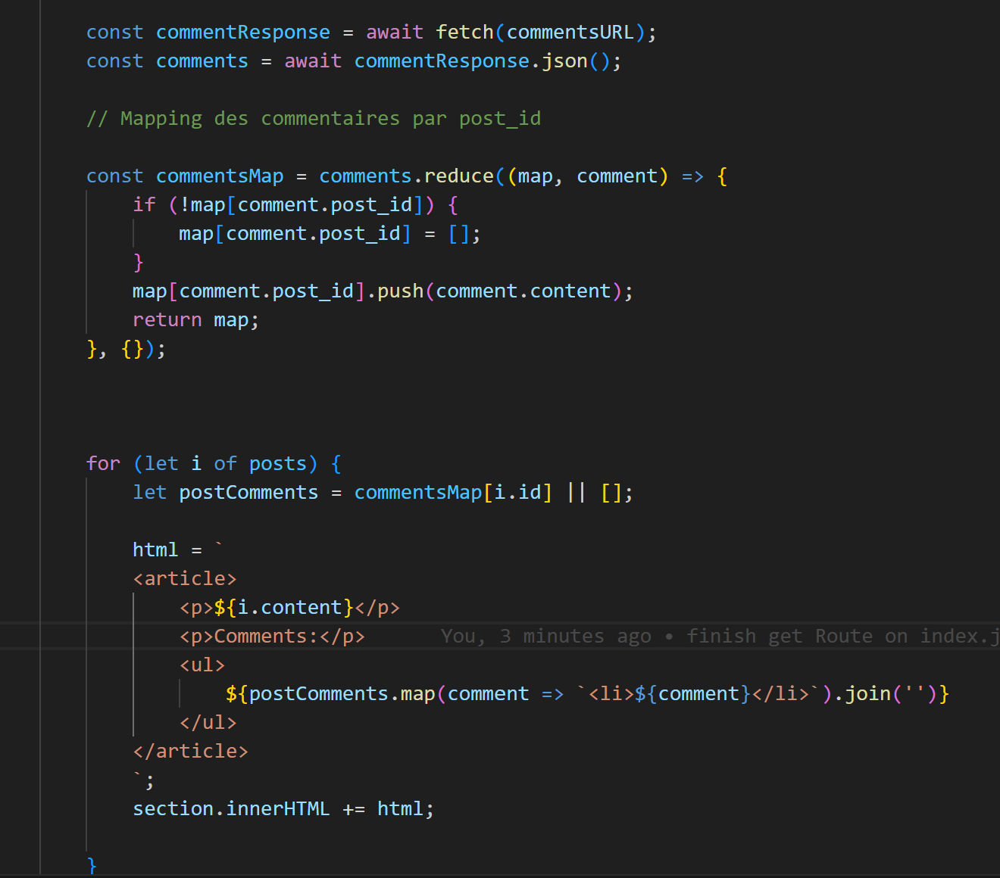 const commentResponse = await fetch(commentsURL);
const comments = await commentResponse.json();
// Mapping des commentaires par post_id
const commentsMap = comments.reduce((map, comment) => {
if (!map[comment.post_id]) {
map[comment.post_id] = [];
}
map[comment.post_id].push(comment.content);
return map;
}, {});
for (let i of posts) {
let postComments = commentsMap[i.id] || [];
html = `
<article>
<p>${i.content}</p>
<p>Comments:</p> You, 3 minutes ago • finish get Route on index.j
<ul>
${postComments.map(comment => `<li>${comment}</li>`).join('')}
</ul>
</article>
`;
section.innerHTML += html;
}